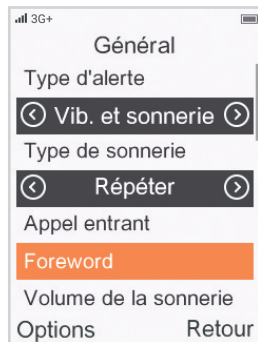 3G+
Général
Type d'alerte
Vib. et sonnerie
Type de sonnerie
Répéter
Appel entrant
Foreword
Volume de la sonnerie
Options Retour